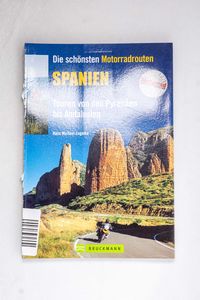 Die schönsten Motorradrouten
SPANIEN
Touren von den Pyrenäen
bis Andalusien
BRUCKMANN